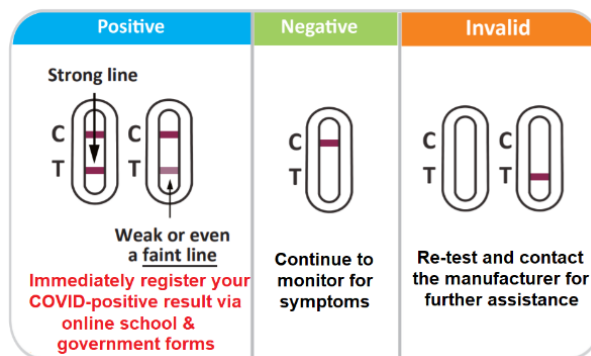 Positive
Strong line
C
T
C
T
Weak or even
a faint line
Immediately register your
COVID-positive result via
online school &
government forms
Negative
C
T
Continue to
monitor for
symptoms
Invalid
C
T
C
T
Re-test and contact
the manufacturer for
further assistance